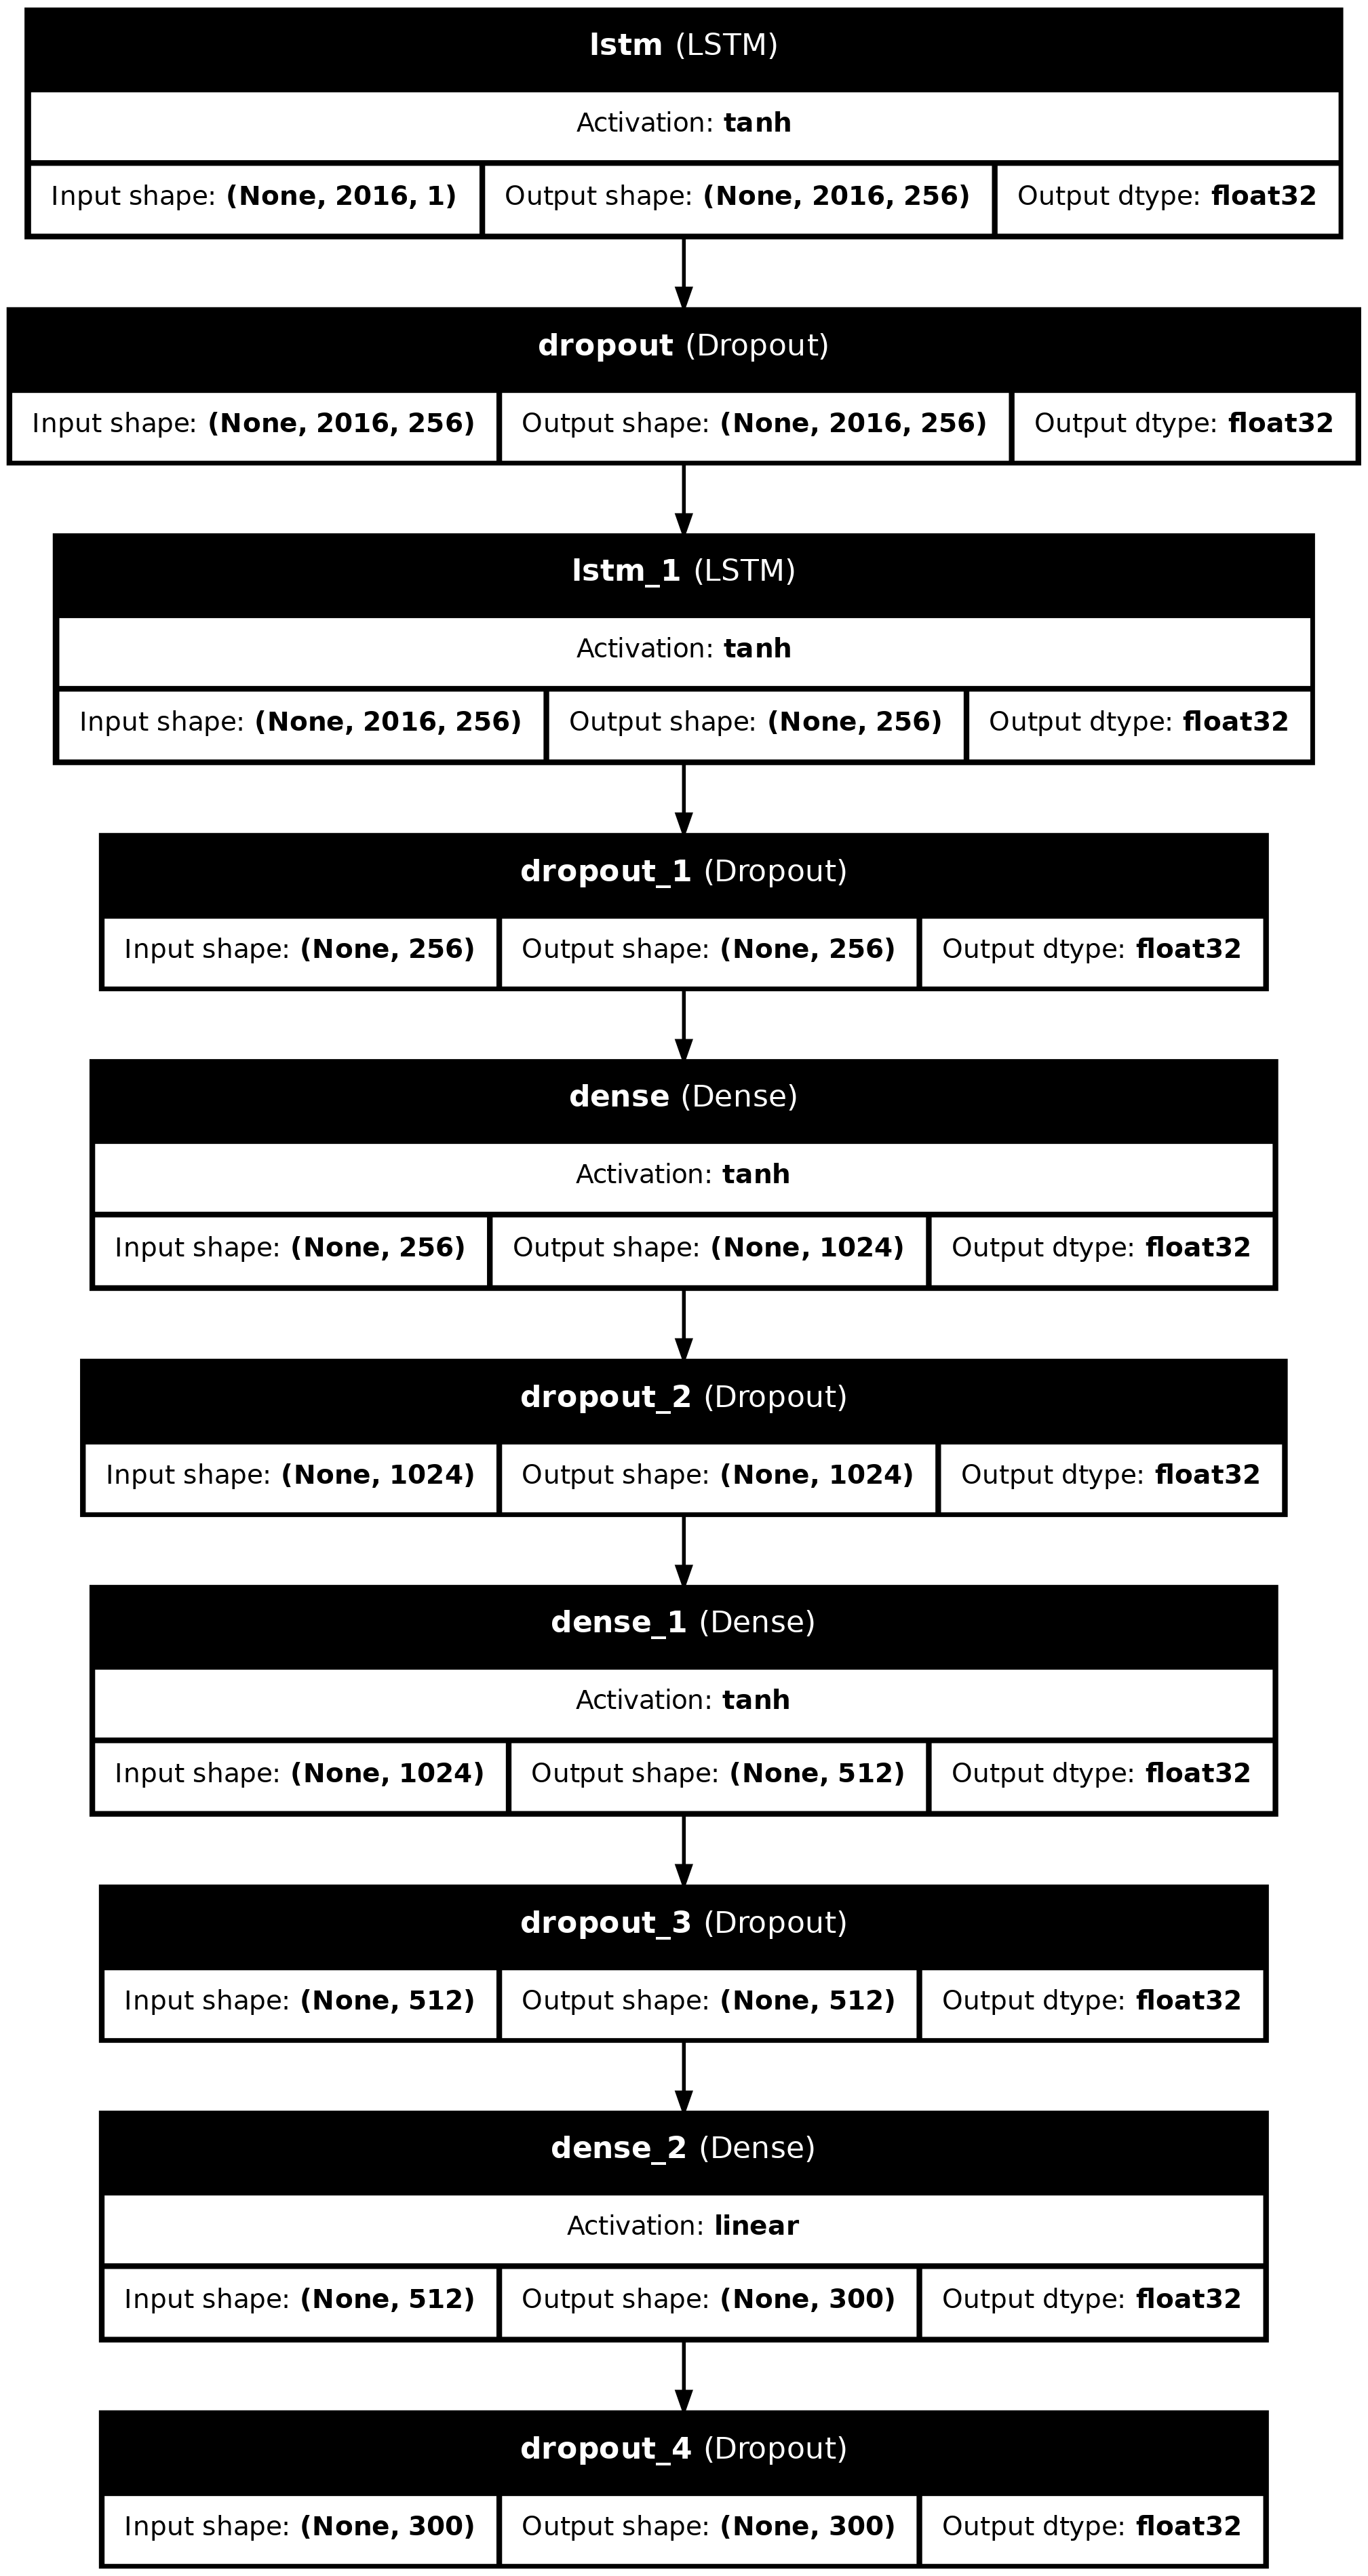 lstm (LSTM)
Activation: tanh
Input shape: (None, 2016, 1) Output shape: (None, 2016, 256) Output dtype: float32
dropout (Dropout)
Input shape: (None, 2016, 256) Output shape: (None, 2016, 256) Output dtype: float32
lstm_1 (LSTM)
Activation: tanh
Input shape: (None, 2016, 256) Output shape: (None, 256) Output dtype: float32
dropout_1 (Dropout)
Input shape: (None, 256) Output shape: (None, 256) Output dtype: float32
dense (Dense)
Activation: tanh
Input shape: (None, 256) Output shape: (None, 1024) Output dtype: float32
dropout_2 (Dropout)
Input shape: (None, 1024) Output shape: (None, 1024) Output dtype: float32
dense_1 (Dense)
Activation: tanh
Input shape: (None, 1024) Output shape: (None, 512) Output dtype: float32
dropout_3 (Dropout)
Input shape: (None, 512) Output shape: (None, 512) Output dtype: float32
dense_2 (Dense)
Activation: linear
Input shape: (None, 512) Output shape: (None, 300) Output dtype: float32
dropout_4 (Dropout)
Input shape: (None, 300) Output shape: (None, 300) Output dtype: float32